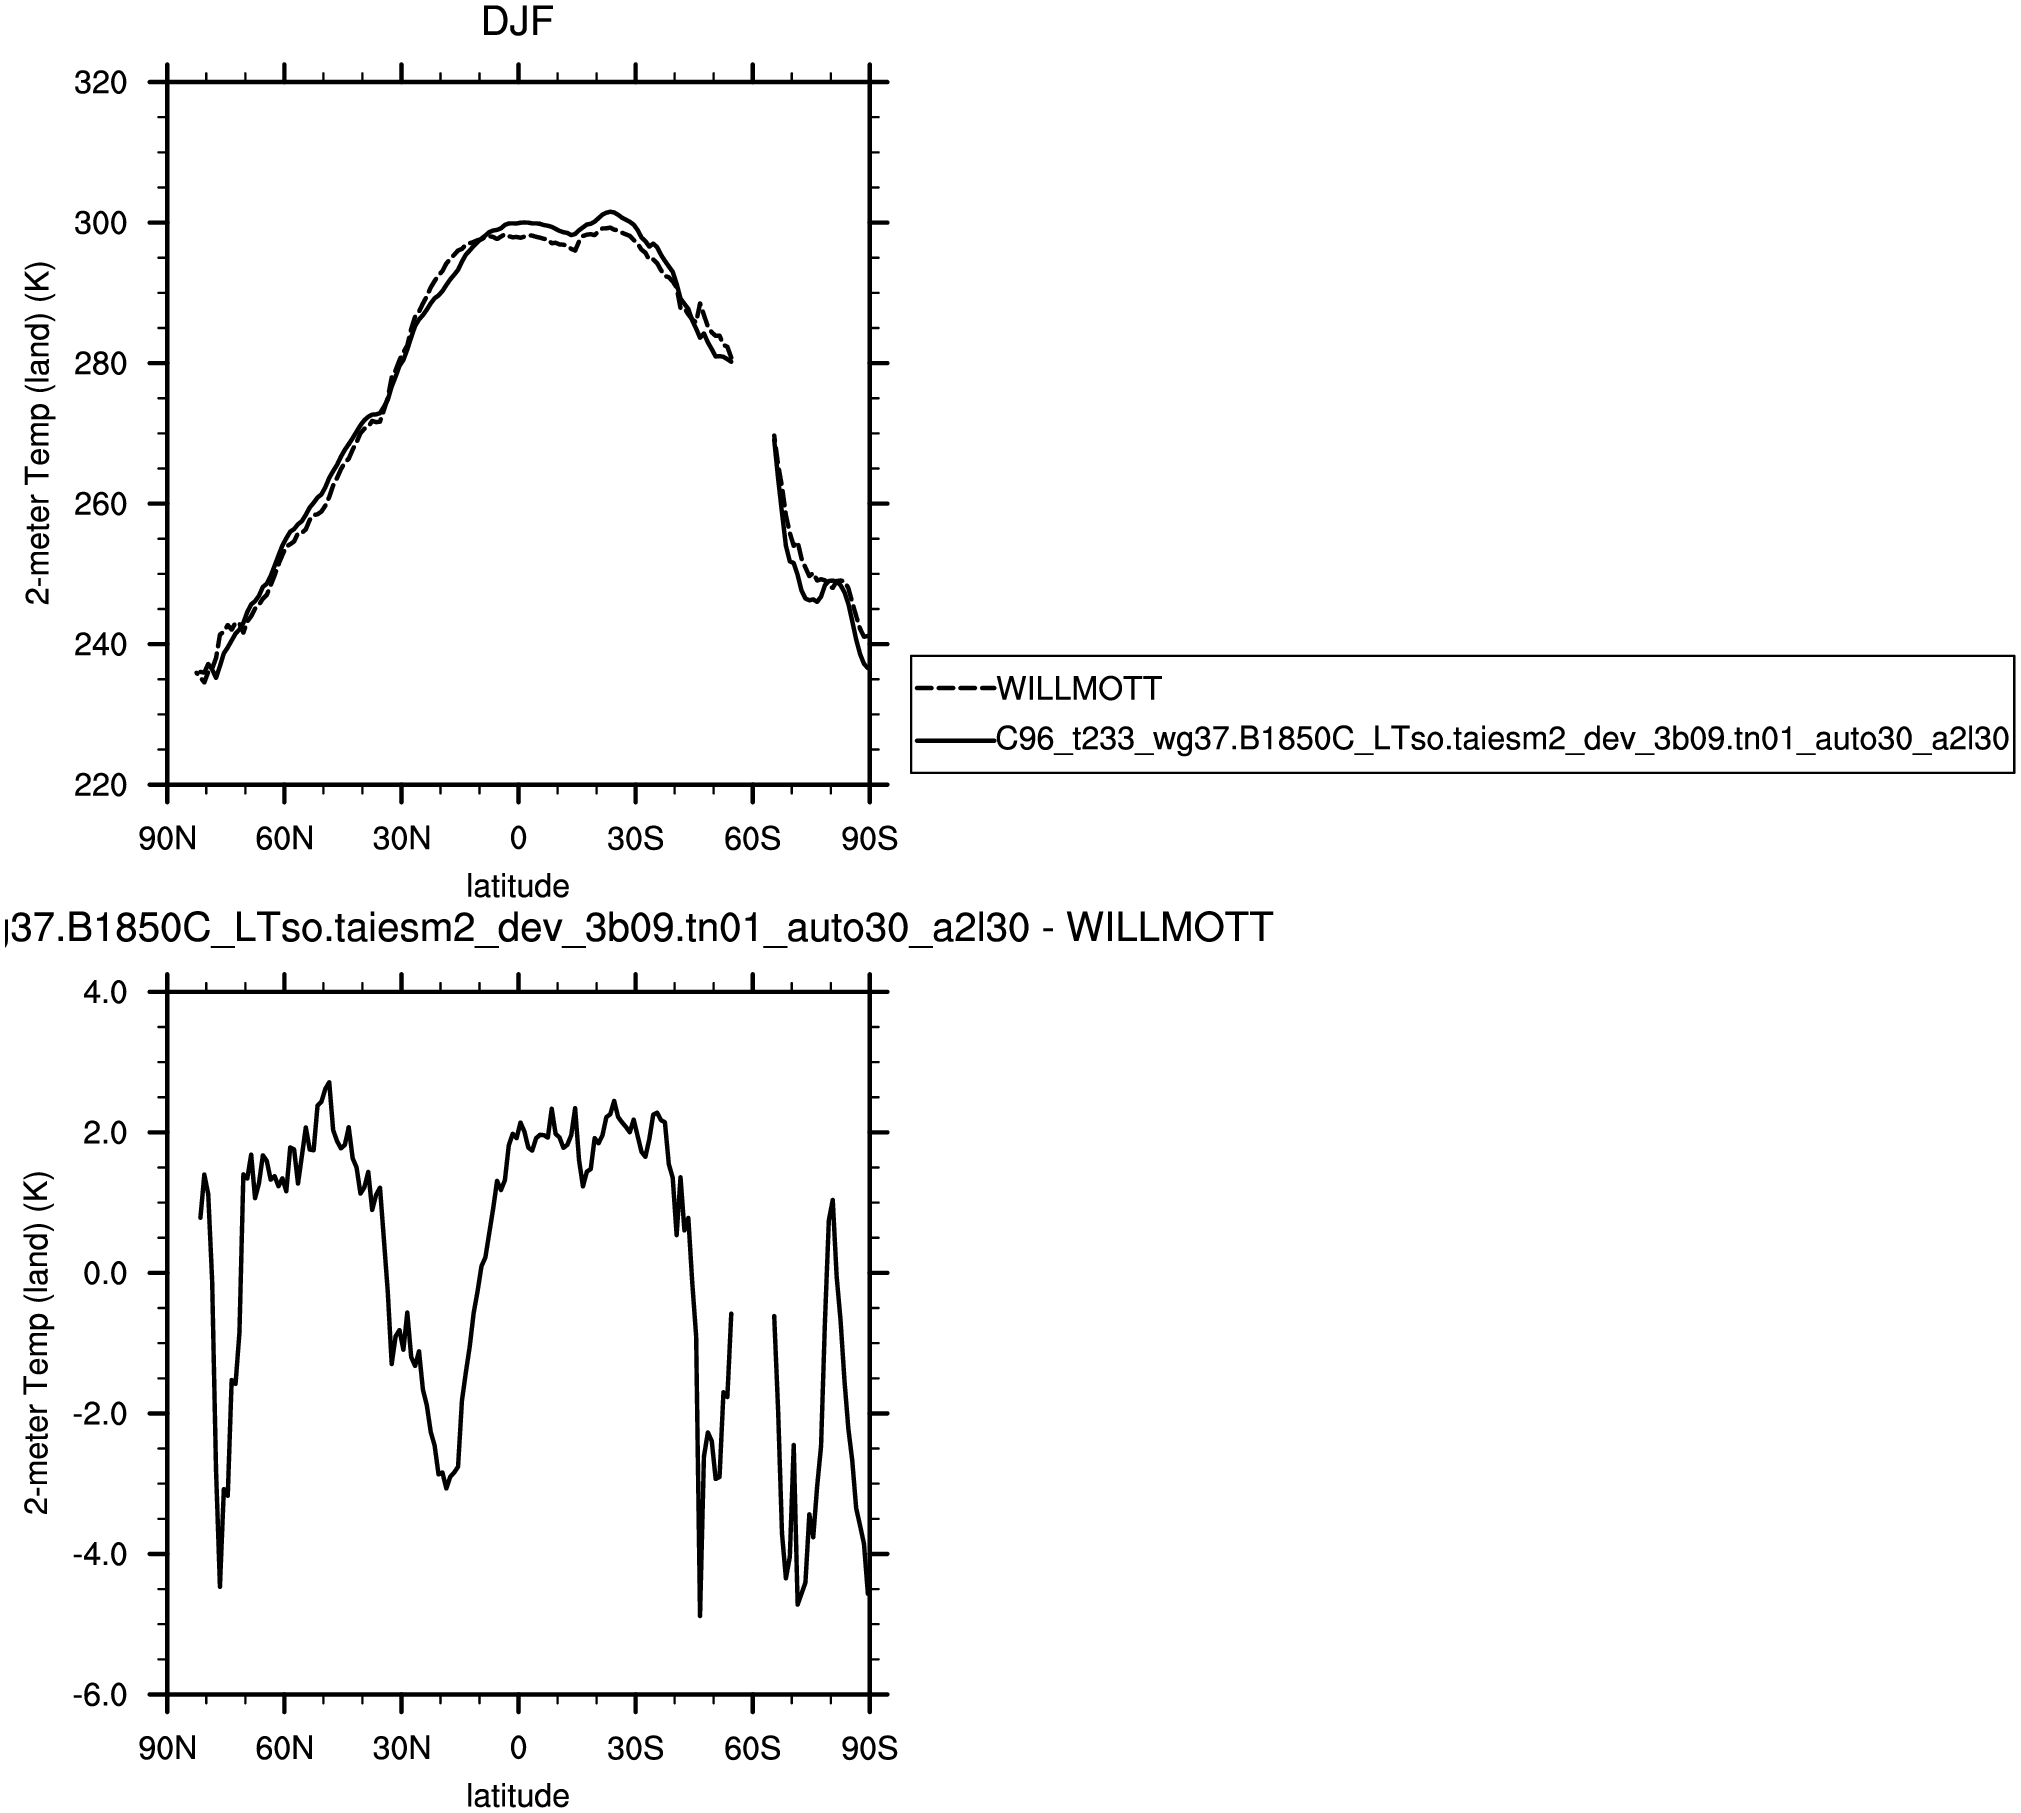 DJF
320
300
280
260
240
220
2-meter Temp (land) (K)
90N 60N 30N 0 30S 60S 90S
latitude
WILLMOTT
C96_t233_wg37.B1850C_LTso.taiesm2_dev_3b09.tn01_auto30_a2l30
g37.B1850C_LTso.taiesm2_dev_3b09.tn01_auto30_a2l30 - WILLMOTT
4.0
2.0
0.0
-2.0
-4.0
-6.0
2-meter Temp (land) (K)
90N 60N 30N 0 30S 60S 90S
latitude